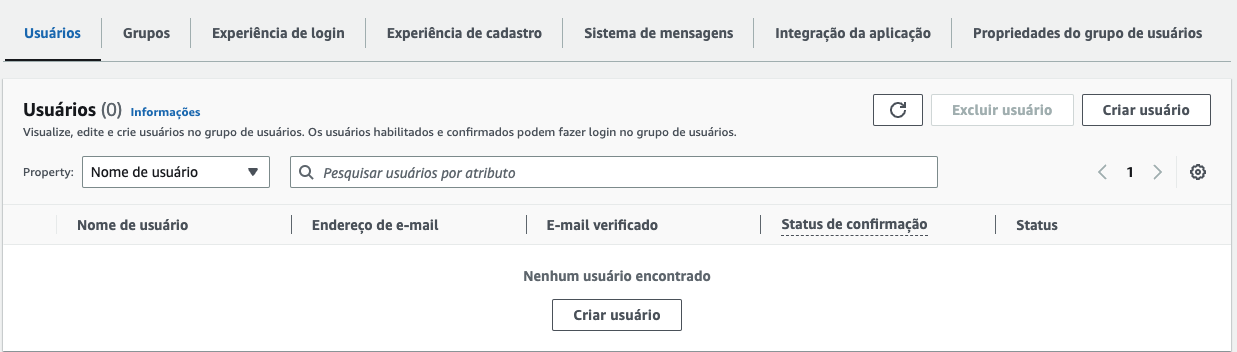 Usuários
Grupos
Experiência de login
Experiência de cadastro
Sistema de mensagens
Integração da aplicação
Propriedades do grupo de usuários
Usuários (0) Informações
Excluir usuário
Criar usuário
Visualize, edite e crie usuários no grupo de usuários. Os usuários habilitados e confirmados podem fazer login no grupo de usuários.
Property: Nome de usuário
Pesquisar usuários por atributo
1
Nome de usuário
Endereço de e-mail
E-mail verificado
Status de confirmação
Status
Nenhum usuário encontrado
Criar usuário